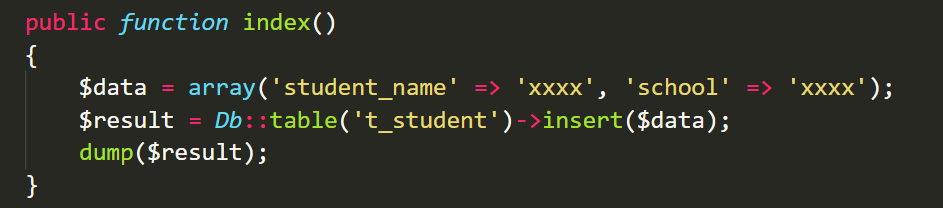 public function index()
{
    $data = array('student_name' => 'xxxx', 'school' => 'xxxx');
    $result = Db::table('t_student')->insert($data);
    dump($result);
}